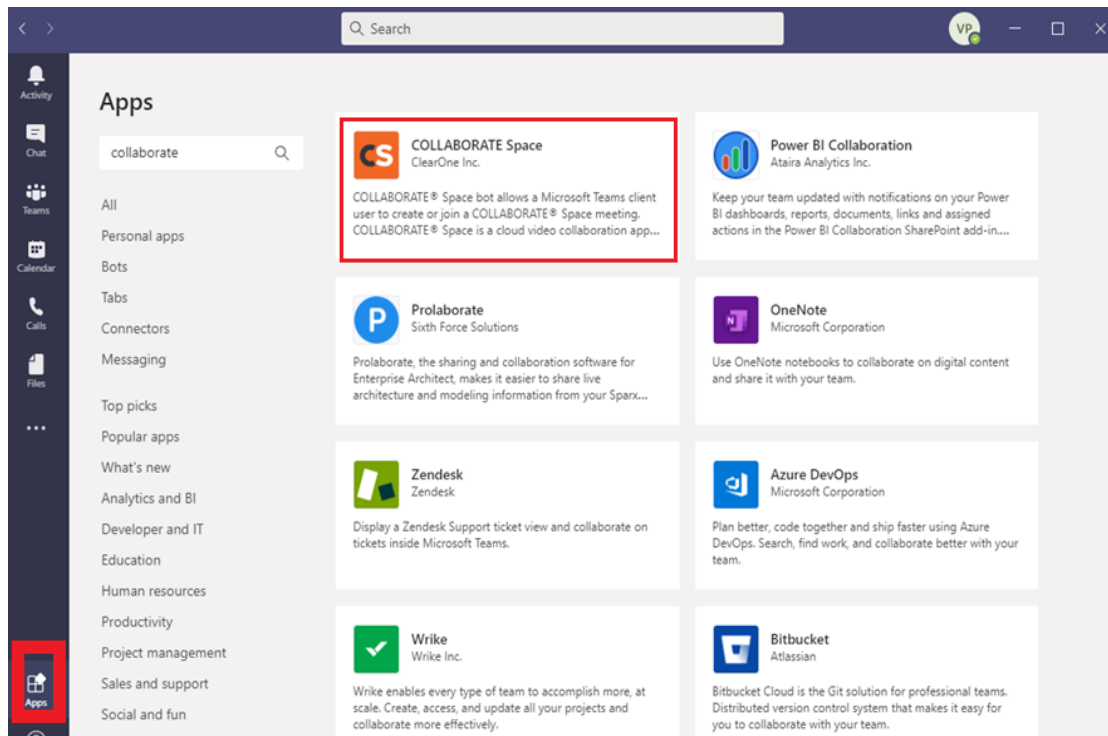 Search
VP
Activity
Chat
Teams
Calendar
Calls
Files
Apps
Apps
collaborate
All
Personal apps
Bots
Tabs
Connectors
Messaging
Top picks
Popular apps
What's new
Analytics and BI
Developer and IT
Education
Human resources
Productivity
Project management
Sales and support
Social and fun
CS
COLLABORATE Space
ClearOne Inc.
COLLABORATE® Space bot allows a Microsoft Teams client
user to create or join a COLLABORATE® Space meeting.
COLLABORATE® Space is a cloud video collaboration app...
Power BI Collaboration
Ataira Analytics Inc.
Keep your team updated with notifications on your Power
BI dashboards, reports, documents, links and assigned
actions in the Power BI Collaboration SharePoint add-in....
P
Prolaborate
Sixth Force Solutions
Prolaborate, the sharing and collaboration software for
Enterprise Architect, makes it easier to share live
architecture and modeling information from your Sparx...
N
OneNote
Microsoft Corporation
Use OneNote notebooks to collaborate on digital content
and share it with your team.
Zendesk
Zendesk
Display a Zendesk Support ticket view and collaborate on
tickets inside Microsoft Teams.
Azure DevOps
Microsoft Corporation
Plan better, code together and ship faster using Azure
DevOps. Search, find work, and collaborate better with your
team.
Wrike
Wrike Inc.
Wrike enables every type of team to accomplish more, at
scale. Create, access, and update all your projects and
collaborate more effectively.
Bitbucket
Atlassian
Bitbucket Cloud is the Git solution for professional teams.
Distributed version control system that makes it easy for
you to collaborate with your team.